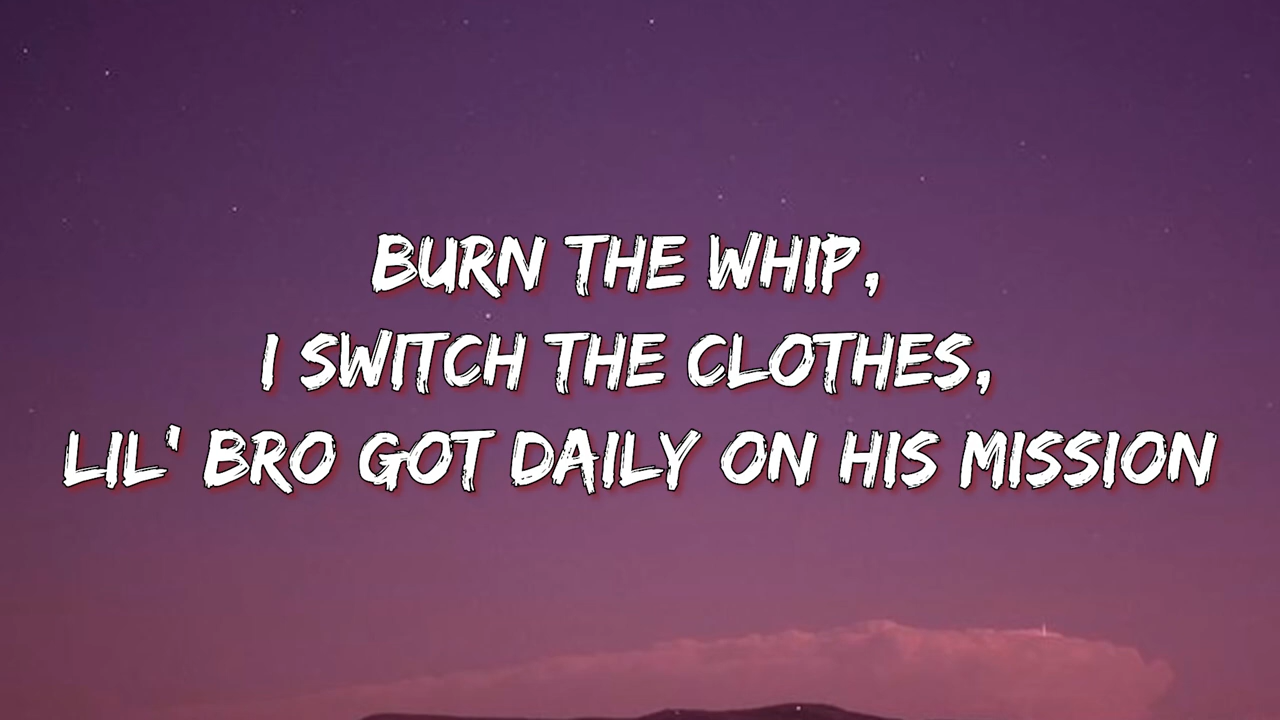 BURN THE WHIP,
I SWITCH THE CLOTHES,
LIL' BRO GOT DAILY ON HIS MISSION